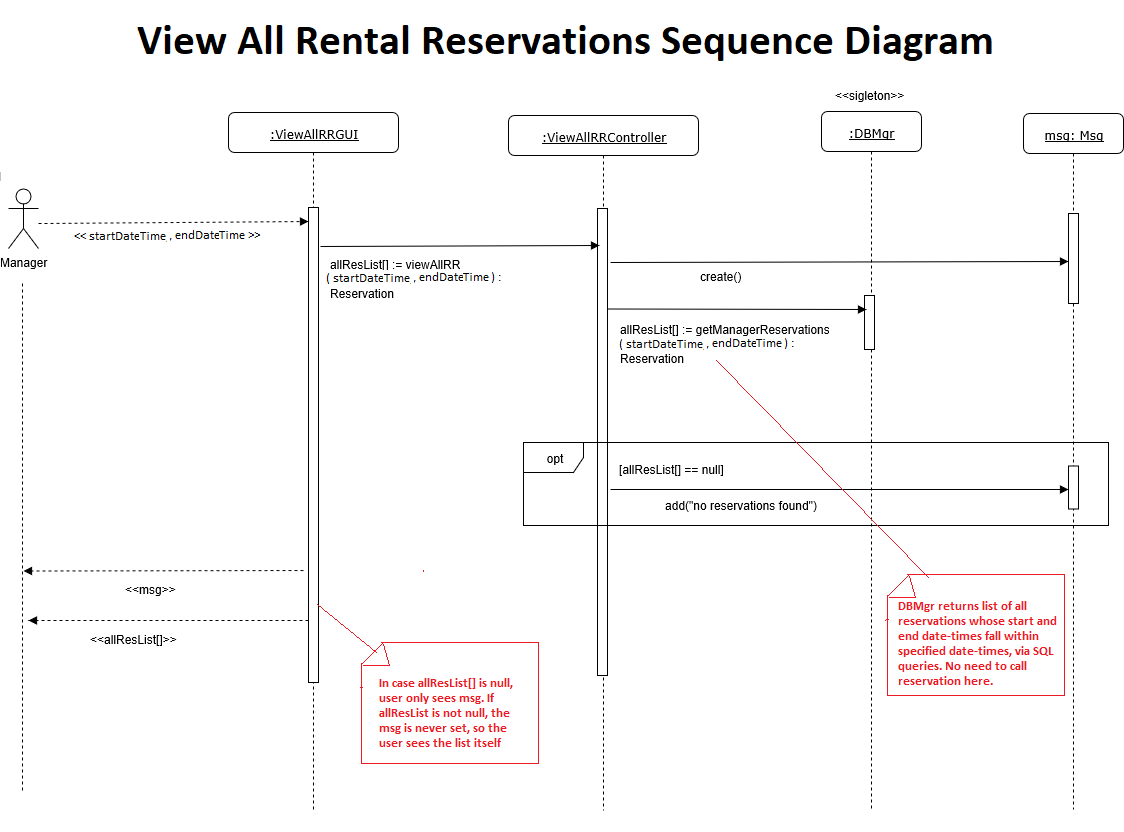 View All Rental Reservations Sequence Diagram
<<sigleton>>
:ViewAllRRGUI
:ViewAllRRController
:DBMgr
msg: Msg
Manager
<< startDateTime , endDateTime >>
allResList[] := viewAllRR
( startDateTime , endDateTime ) :
Reservation
create()
allResList[] := getManagerReservations
( startDateTime , endDateTime ) :
Reservation
opt
[allResList[] == null]
add("no reservations found")
<<msg>>
<<allResList[]>>
DBMgr returns list of all
reservations whose start and
end date-times fall within
specified date-times, via SQL
queries. No need to call
reservation here.
In case allResList[] is null,
user only sees msg. If
allResList is not null, the
msg is never set, so the
user sees the list itself